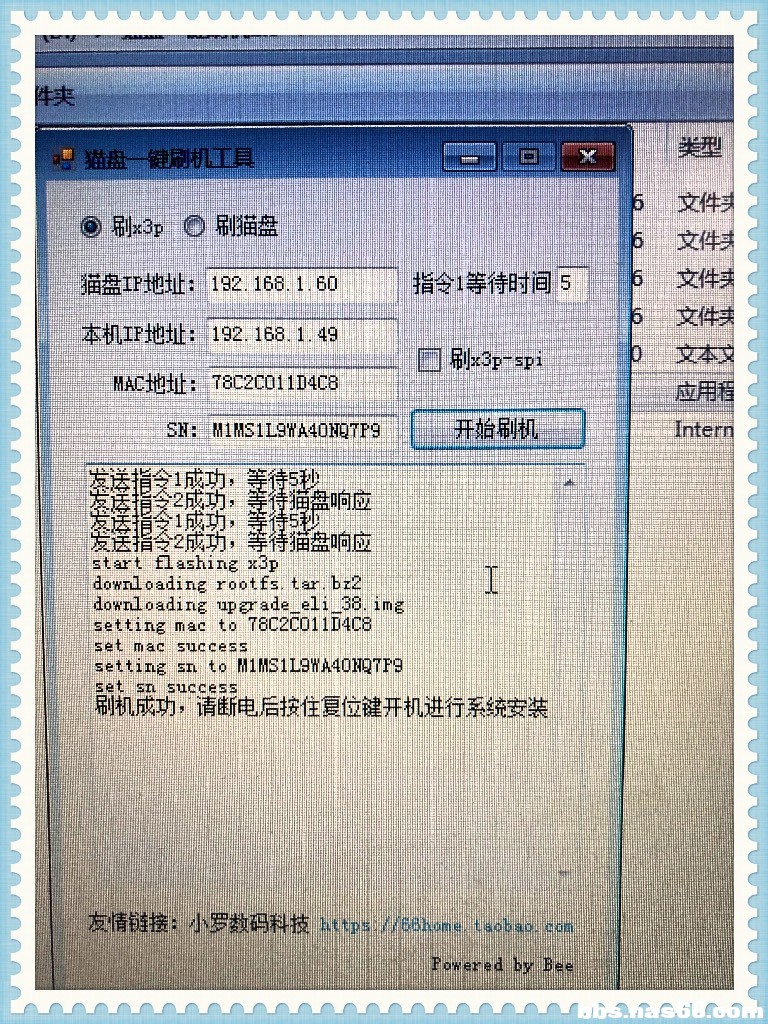 件夹
类型
猫盘一键刷机工具
刷x3p 刷猫盘
6 文件夹
6 文件夹
猫盘IP地址： 192.168.1.60 指令1等待时间 5
6 文件夹
6 文件夹
本机IP地址： 192.168.1.49
刷x3p-spi
0 文本文
MAC地址： 78C2C011D4C8
应用程
SN： M1MS1L9WA4ONQ7P9 开始刷机
Intern
发送指令1成功，等待5秒
发送指令2成功，等待猫盘响应
发送指令1成功，等待5秒
发送指令2成功，等待猫盘响应
start flashing x3p
downloading rootfs.tar.bz2
downloading upgrade_eli_38.img
setting mac to 78C2C011D4C8
set mac success
setting sn to M1MS1L9WA4ONQ7P9
set sn success
刷机成功，请断电后按住复位键开机进行系统安装
友情链接：小罗数码科技 https://68home.taobao.com
Powered by Bee
bbs.nas66.com